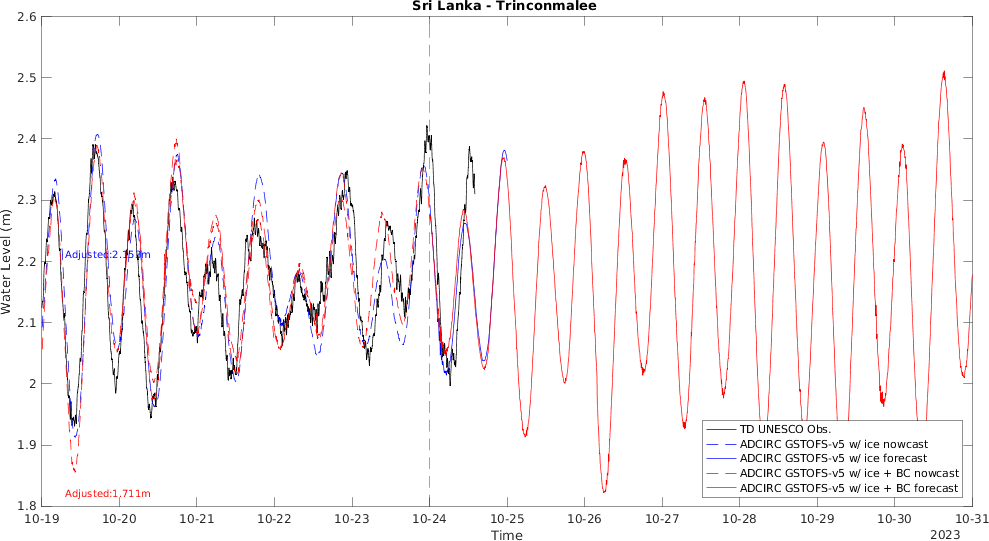 Sri Lanka - Trinconmalee
2.6
2.5
2.4
2.3
2.2
2.1
2
1.9
1.8
Water Level (m)
Adjusted:2.153m
Adjusted:1.711m
TD UNESCO Obs.
ADCIRC GSTOFS-v5 w/ ice nowcast
ADCIRC GSTOFS-v5 w/ ice forecast
ADCIRC GSTOFS-v5 w/ ice + BC nowcast
ADCIRC GSTOFS-v5 w/ ice + BC forecast
10-19 10-20 10-21 10-22 10-23 10-24 10-25 10-26 10-27 10-28 10-29 10-30 10-31
Time
2023